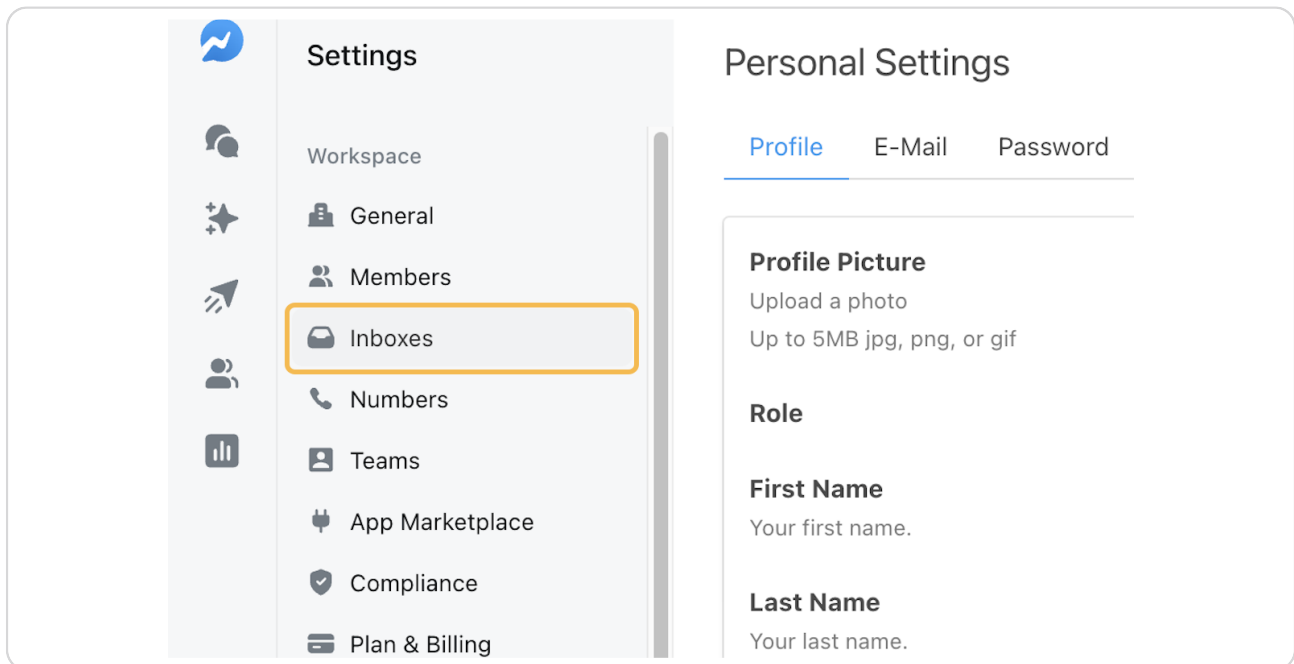 Settings
Workspace
General
Members
Inboxes
Numbers
Teams
App Marketplace
Compliance
Plan & Billing
Personal Settings
Profile E-Mail Password
Profile Picture
Upload a photo
Up to 5MB jpg, png, or gif
Role
First Name
Your first name.
Last Name
Your last name.